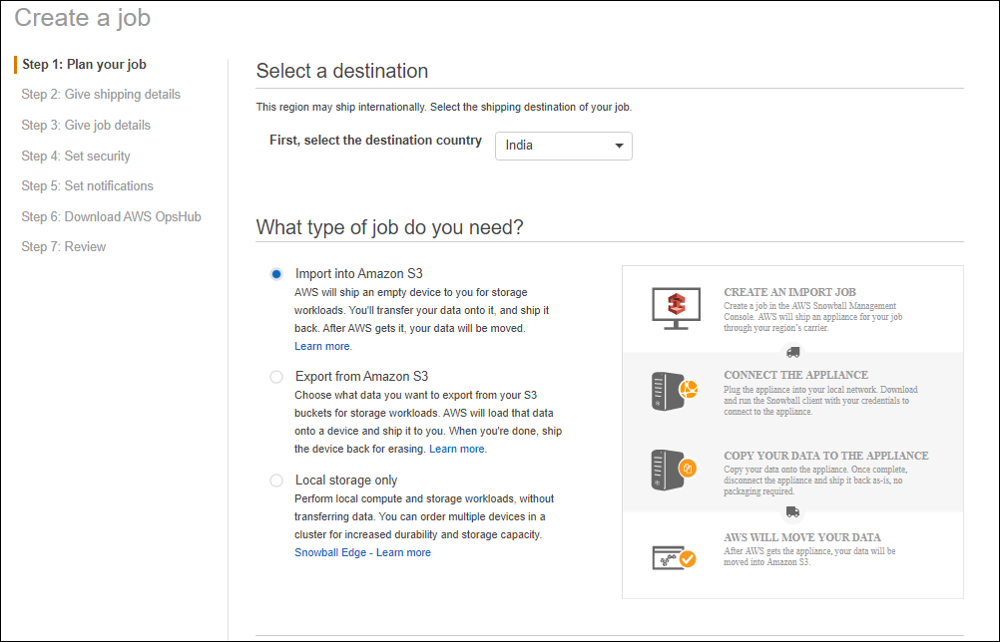 Create a job
Step 1: Plan your job
Step 2: Give shipping details
Step 3: Give job details
Step 4: Set security
Step 5: Set notifications
Step 6: Download AWS OpsHub
Step 7: Review
Select a destination
This region may ship internationally. Select the shipping destination of your job.
First, select the destination country
India
What type of job do you need?
Import into Amazon S3
AWS will ship an empty device to you for storage
workloads. You'll transfer your data onto it, and ship it
back. After AWS gets it, your data will be moved.
Learn more.
Export from Amazon S3
Choose what data you want to export from your S3
buckets for storage workloads. AWS will load that data
onto a device and ship it to you. When you're done, ship
the device back for erasing. Learn more.
Local storage only
Perform local compute and storage workloads, without
transferring data. You can order multiple devices in a
cluster for increased durability and storage capacity.
Snowball Edge - Learn more
CREATE AN IMPORT JOB
Create a job in the AWS Snowball Management
Console. AWS will ship an appliance for your job
through your region's carrier.
CONNECT THE APPLIANCE
Plug the appliance into your local network. Download
and run the Snowball client with your credentials to
connect to the appliance.
COPY YOUR DATA TO THE APPLIANCE
Copy your data onto the appliance. Once complete,
disconnect the appliance and ship it back as-is, no
packaging required.
AWS WILL MOVE YOUR DATA
After AWS gets the appliance, your data will be
moved into Amazon S3.